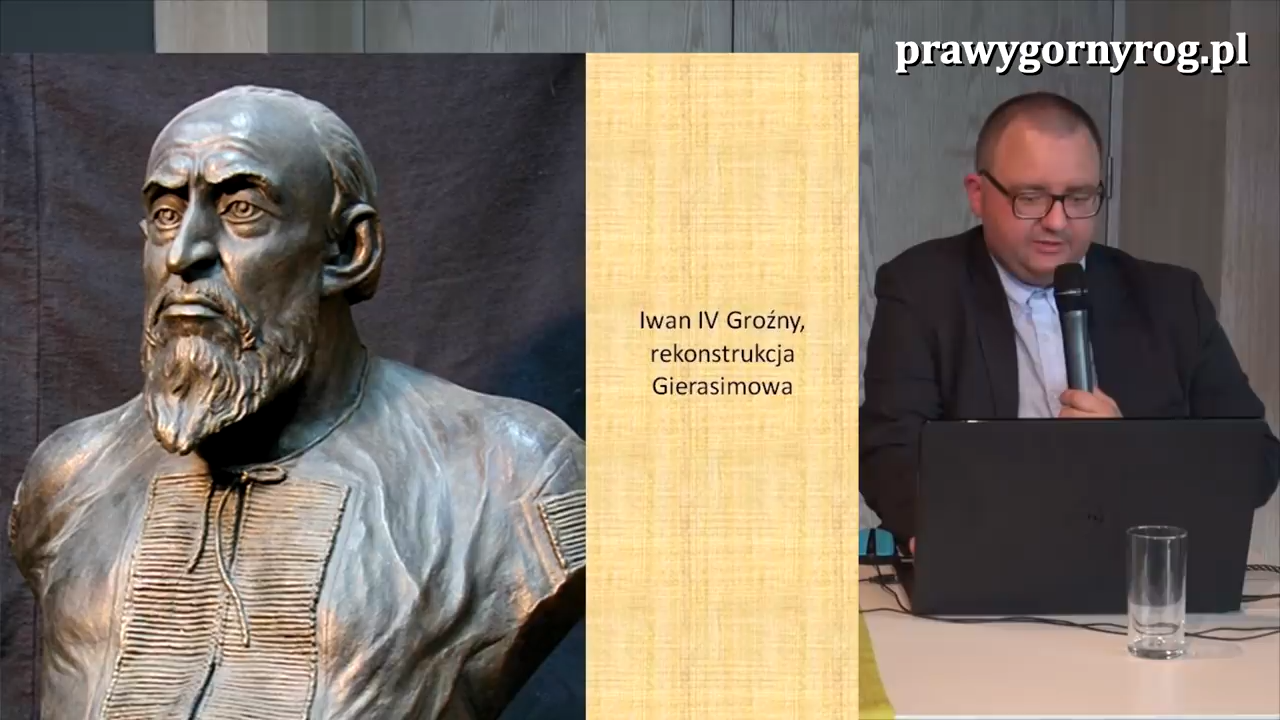 prawygornyrog.pl
Iwan IV Groźny,
rekonstrukcja
Gierasimowa